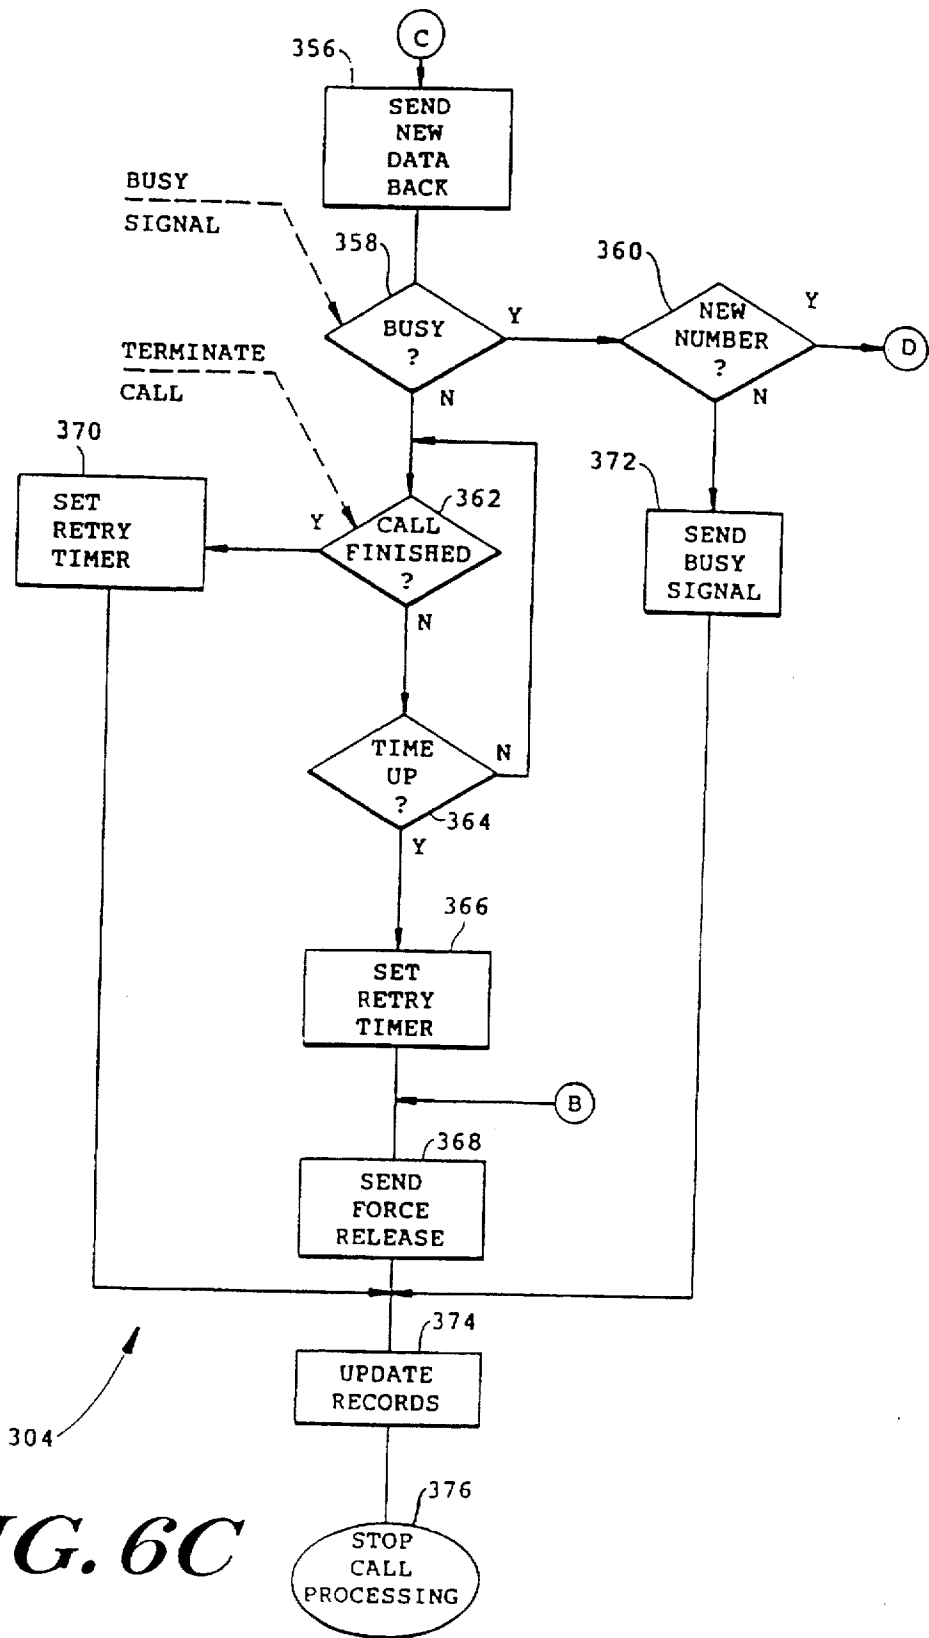 C
356
SEND
NEW
DATA
BACK
BUSY
SIGNAL
358
BUSY
?
Y
N
360
NEW
NUMBER
?
Y
N
D
TERMINATE
CALL
370
SET
RETRY
TIMER
Y
362
CALL
FINISHED
?
N
372
SEND
BUSY
SIGNAL
TIME
UP
?
N
364
Y
366
SET
RETRY
TIMER
B
368
SEND
FORCE
RELEASE
374
UPDATE
RECORDS
304
376
STOP
CALL
PROCESSING
IG. 6C